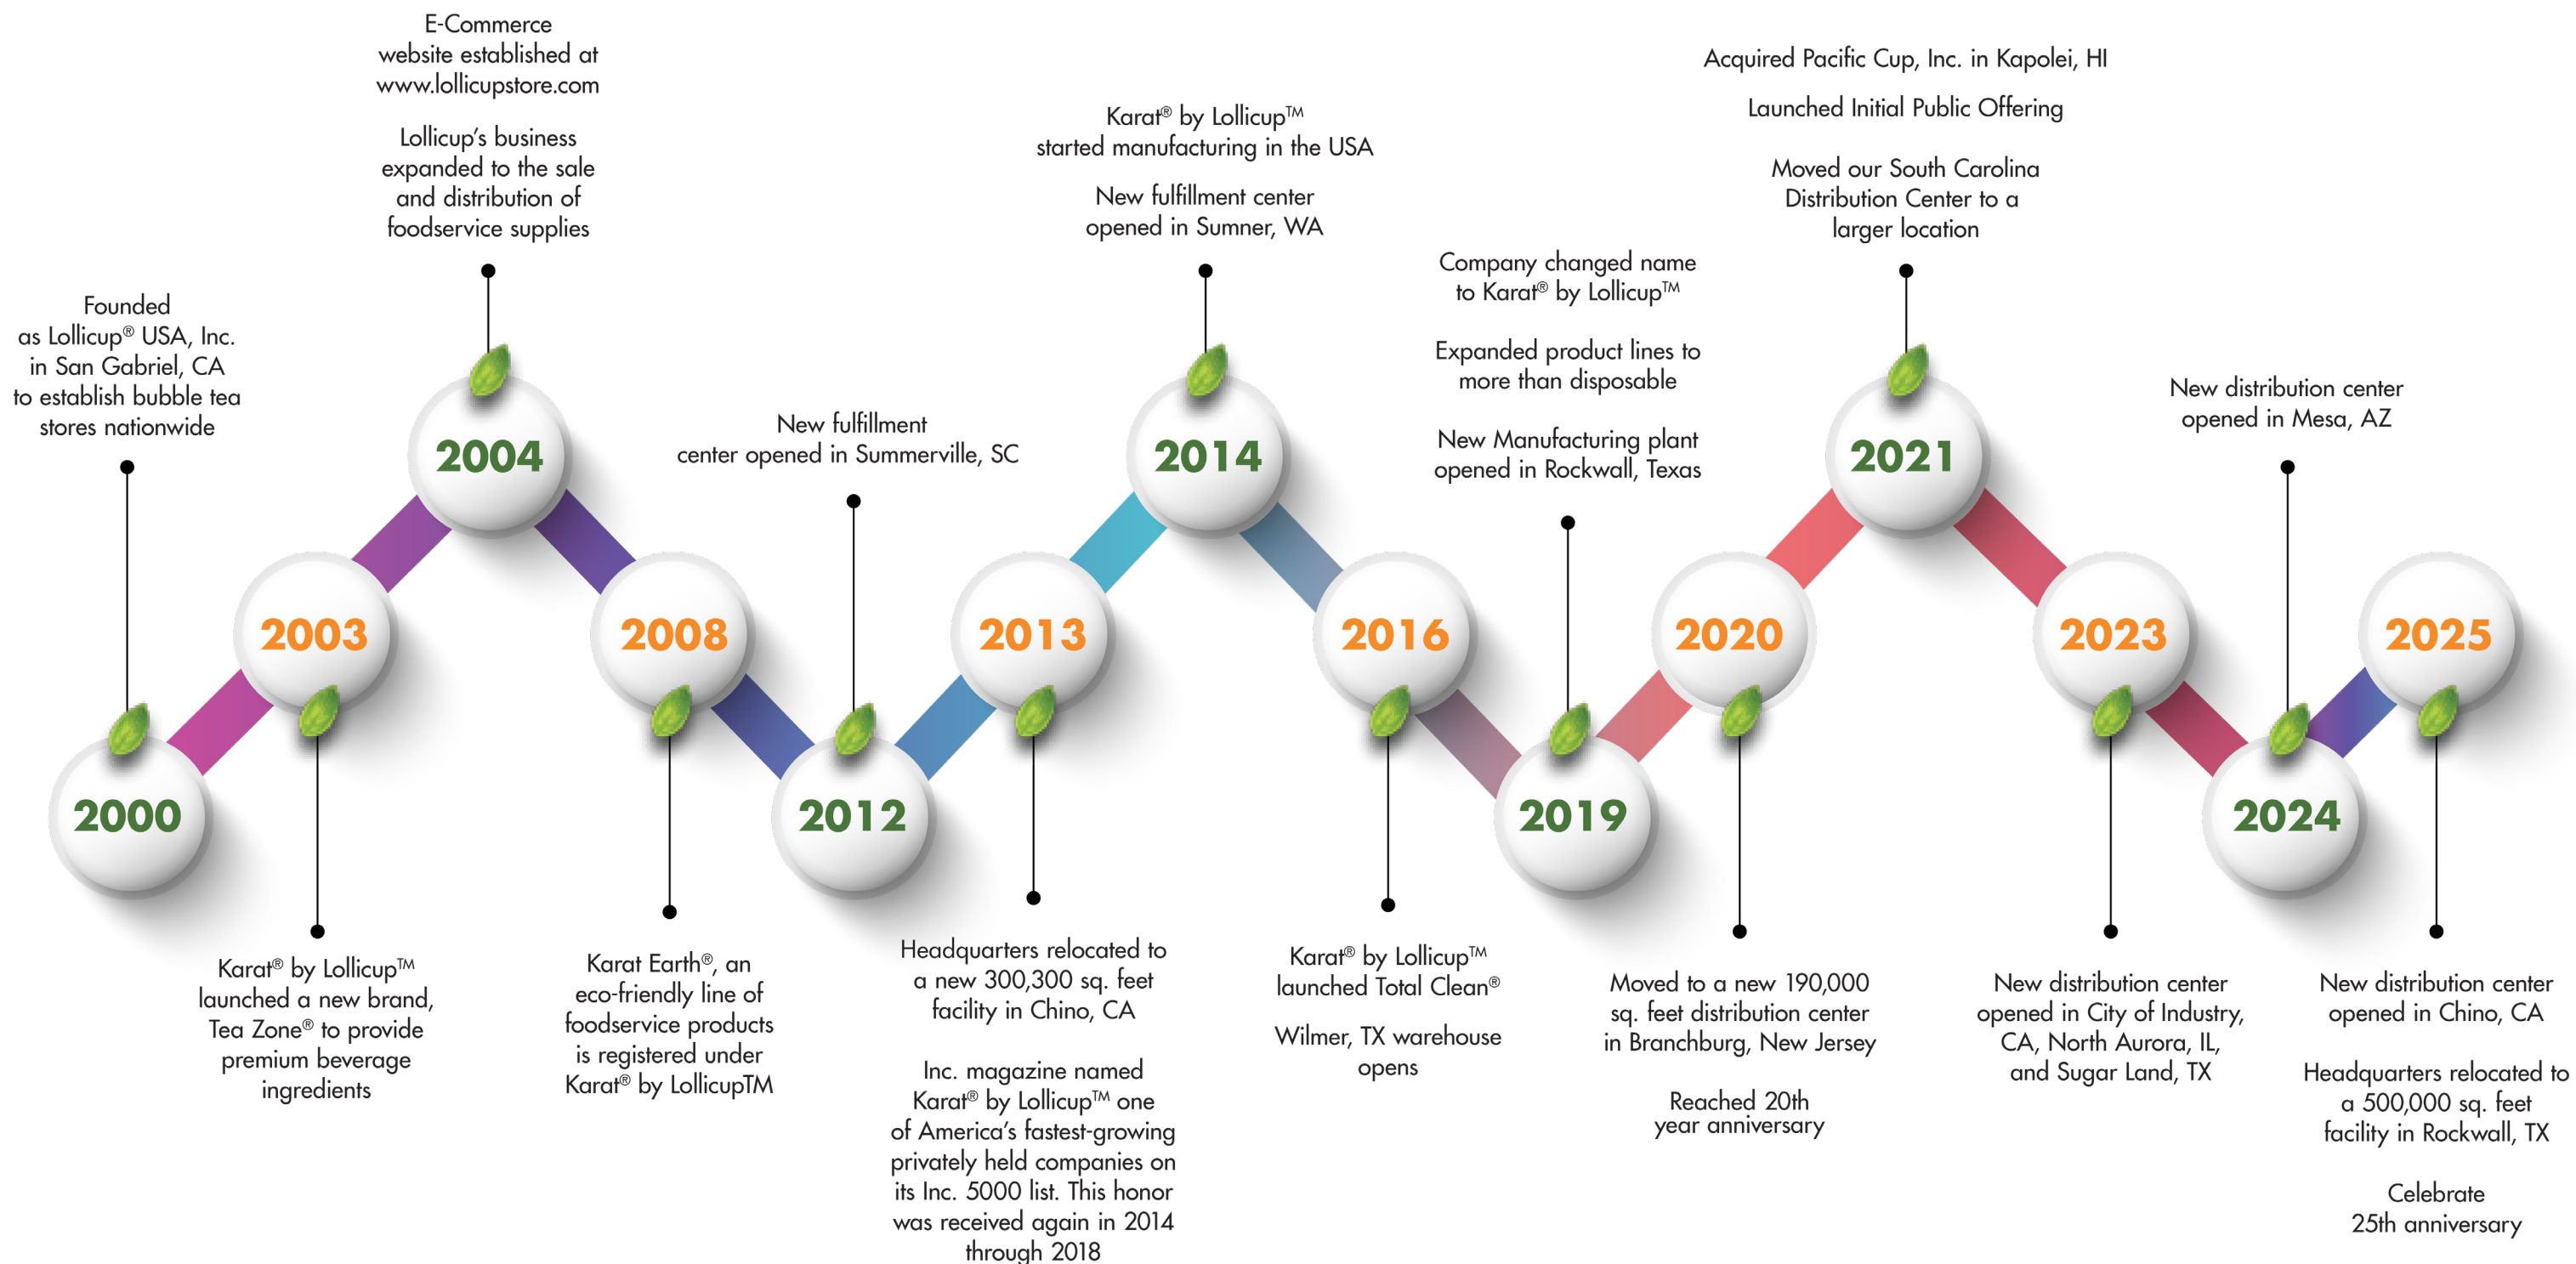 Founded
as Lollicup® USA, Inc.
in San Gabriel, CA
to establish bubble tea
stores nationwide
2000
2003
Karat® by Lollicup™
launched a new brand,
Tea Zone® to provide
premium beverage
ingredients
E-Commerce
website established at
www.lollicupstore.com
Lollicup's business
expanded to the sale
and distribution of
foodservice supplies
2004
2008
Karat Earth®, an
eco-friendly line of
foodservice products
is registered under
Karat® by LollicupTM
New fulfillment
center opened in Summerville, SC
2012
2013
Headquarters relocated to
a new 300,300 sq. feet
facility in Chino, CA
Inc. magazine named
Karat® by Lollicup™ one
of America's fastest-growing
privately held companies on
its Inc. 5000 list. This honor
was received again in 2014
through 2018
Karat® by Lollicup™
started manufacturing in the USA
New fulfillment center
opened in Sumner, WA
2014
2016
Karat® by Lollicup™
launched Total Clean®
Wilmer, TX warehouse
opens
Company changed name
to Karat® by Lollicup™
Expanded product lines to
more than disposable
New Manufacturing plant
opened in Rockwall, Texas
2019
2020
Moved to a new 190,000
sq. feet distribution center
in Branchburg, New Jersey
Reached 20th
year anniversary
Acquired Pacific Cup, Inc. in Kapolei, HI
Launched Initial Public Offering
Moved our South Carolina
Distribution Center to a
larger location
2021
2023
New distribution center
opened in City of Industry,
CA, North Aurora, IL,
and Sugar Land, TX
New distribution center
opened in Mesa, AZ
2024
2025
New distribution center
opened in Chino, CA
Headquarters relocated to
a 500,000 sq. feet
facility in Rockwall, TX
Celebrate
25th anniversary